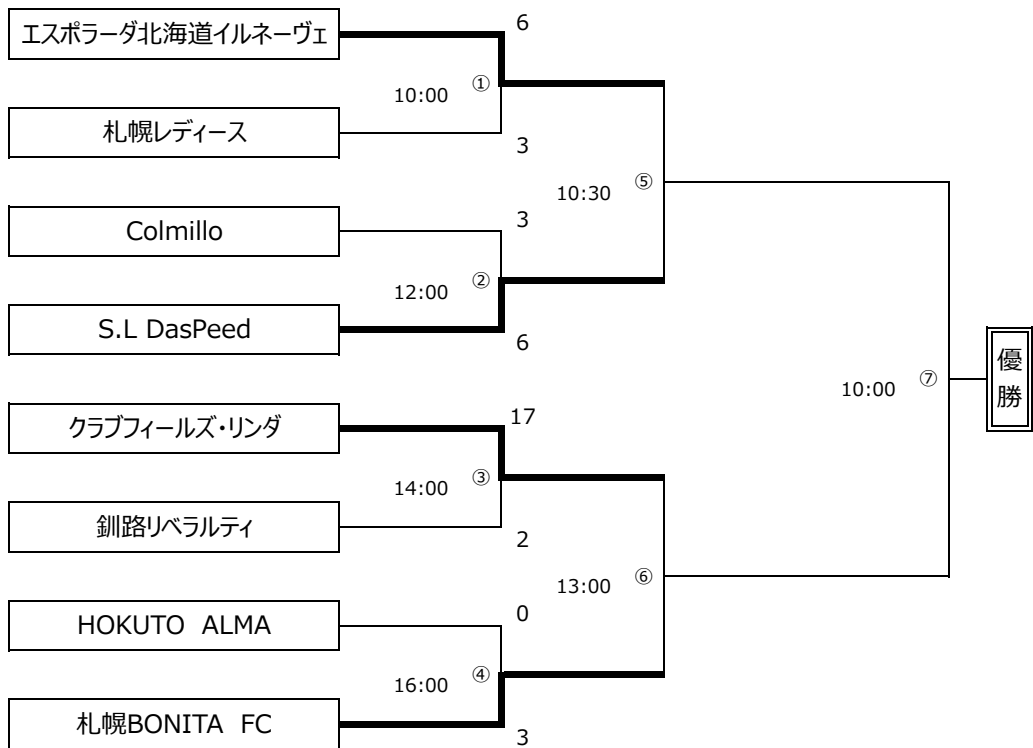 エスポラーダ北海道イルネーヴェ
6
10:00 ①
札幌レディース
3
10:30 ⑤
Colmillo
3
12:00 ②
S.L DasPeed
6
クラブフィールズ・リンダ
17
14:00 ③
釧路リベラルティ
2
13:00 ⑥
HOKUTO ALMA
0
16:00 ④
札幌BONITA FC
3
10:00 ⑦
優
勝